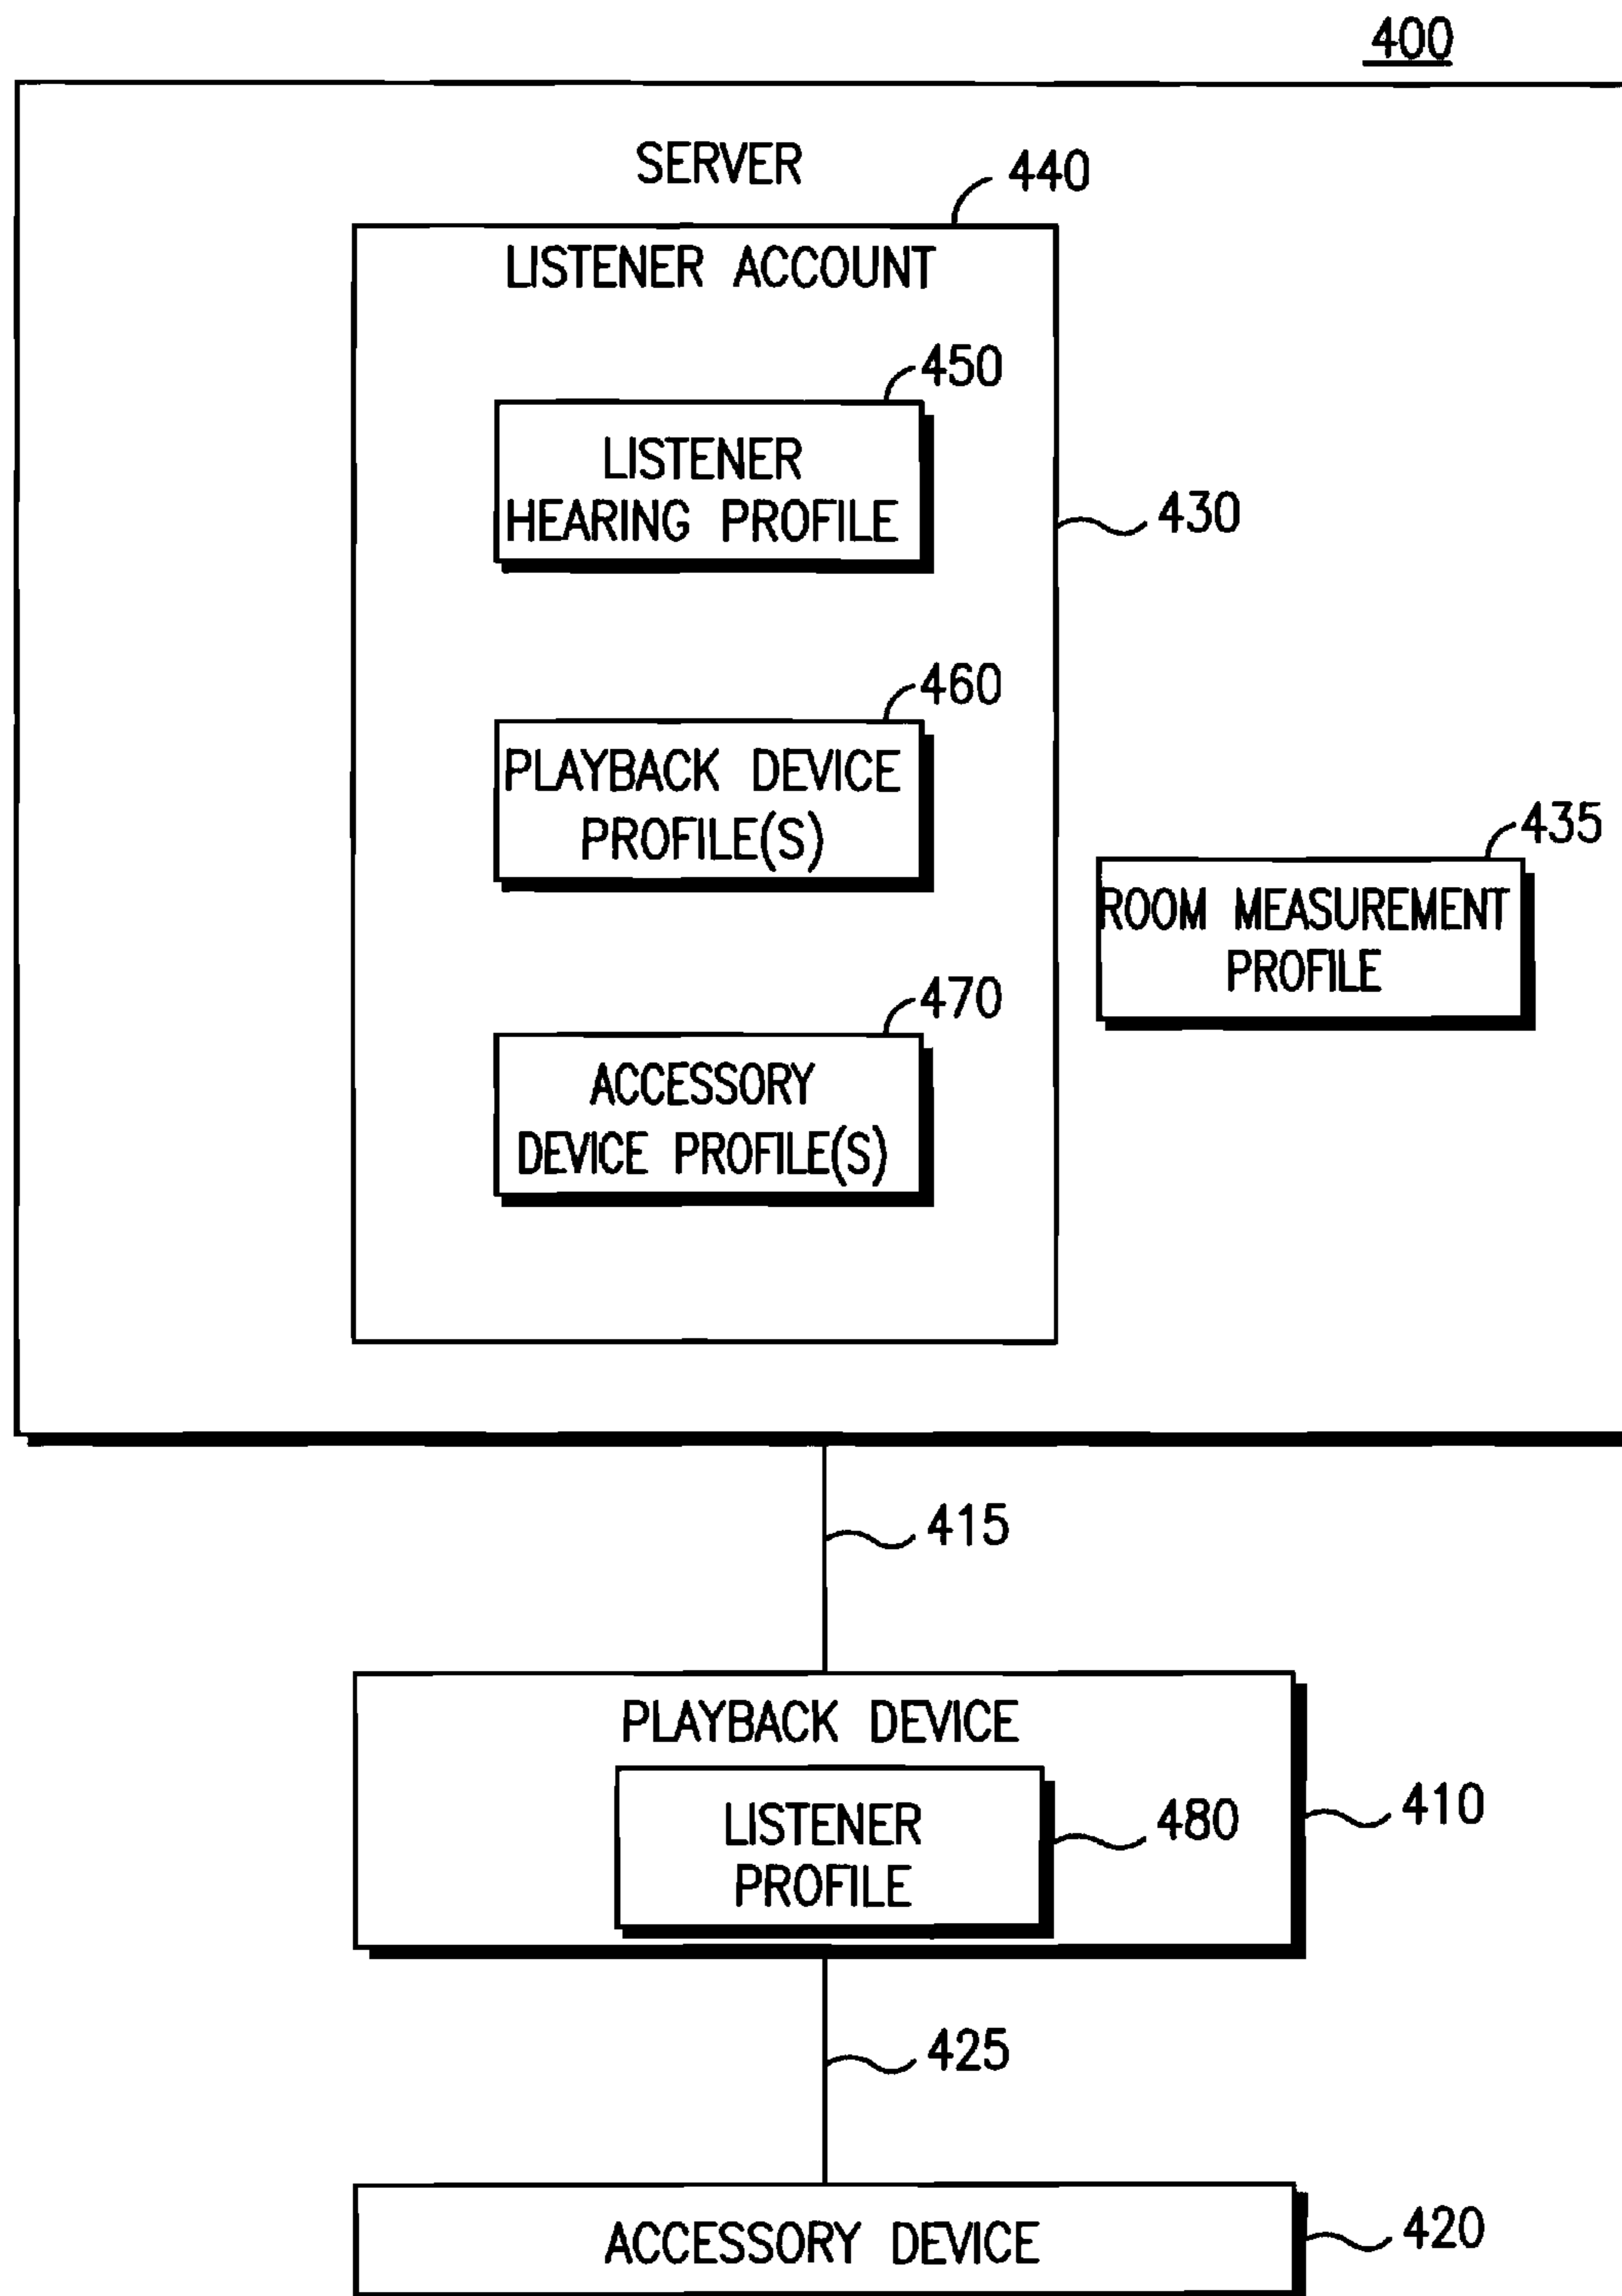 400
SERVER
440
LISTENER ACCOUNT
450
LISTENER
HEARING PROFILE
430
460
PLAYBACK DEVICE
PROFILE(S)
435
ROOM MEASUREMENT
PROFILE
470
ACCESSORY
DEVICE PROFILE(S)
415
PLAYBACK DEVICE
410
LISTENER
PROFILE
480
425
ACCESSORY DEVICE
420